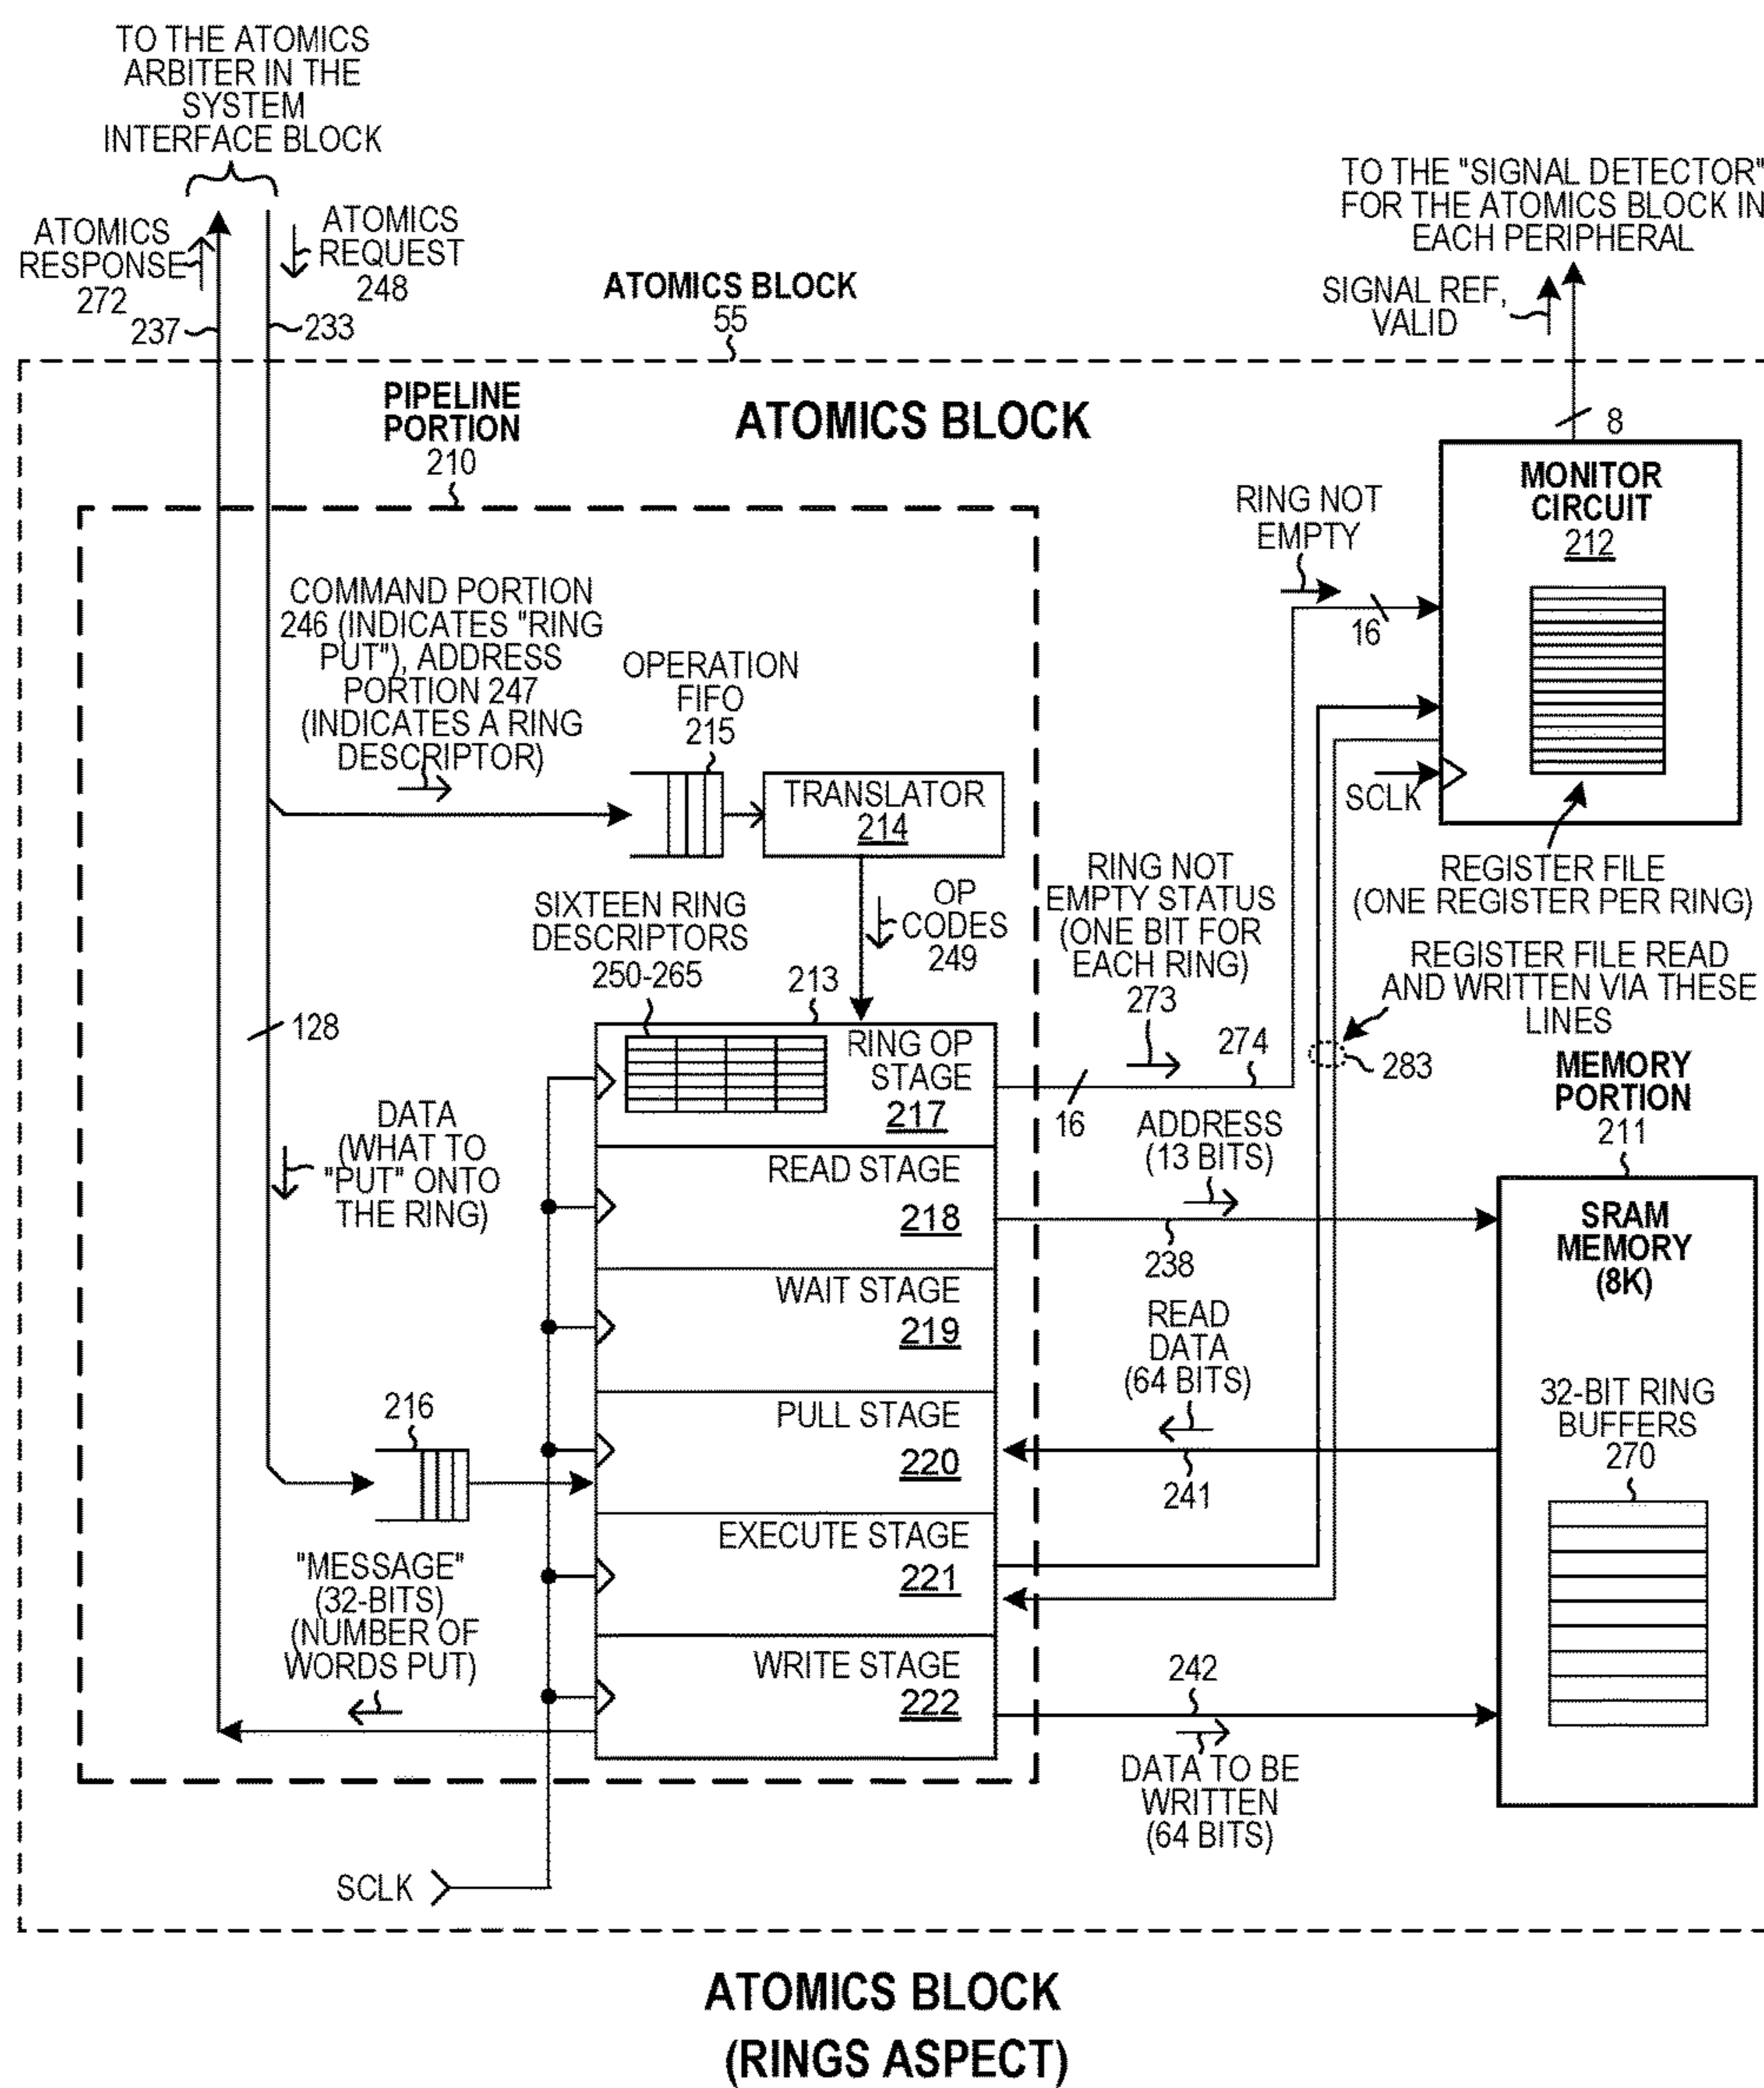 TO THE ATOMICS
ARBITER IN THE
SYSTEM
INTERFACE BLOCK
ATOMICS
RESPONSE
272
237
ATOMICS
REQUEST
248
233
ATOMICS BLOCK
55
TO THE "SIGNAL DETECTOR"
FOR THE ATOMICS BLOCK IN
EACH PERIPHERAL
SIGNAL REF,
VALID
8
PIPELINE
PORTION
210
ATOMICS BLOCK
MONITOR
CIRCUIT
212
RING NOT
EMPTY
16
SCLK
REGISTER FILE
(ONE REGISTER PER RING)
REGISTER FILE READ
AND WRITTEN VIA THESE
LINES
283
COMMAND PORTION
246 (INDICATES "RING
PUT"), ADDRESS
PORTION 247
(INDICATES A RING
DESCRIPTOR)
OPERATION
FIFO
215
TRANSLATOR
214
OP
CODES
249
SIXTEEN RING
DESCRIPTORS
250-265
213
RING NOT
EMPTY STATUS
(ONE BIT FOR
EACH RING)
273
274
16
128
DATA
(WHAT TO
"PUT" ONTO
THE RING)
RING OP
STAGE
217
READ STAGE
218
WAIT STAGE
219
PULL STAGE
220
EXECUTE STAGE
221
WRITE STAGE
222
216
"MESSAGE"
(32-BITS)
(NUMBER OF
WORDS PUT)
SCLK
ADDRESS
(13 BITS)
238
READ
DATA
(64 BITS)
241
242
DATA TO BE
WRITTEN
(64 BITS)
MEMORY
PORTION
211
SRAM
MEMORY
(8K)
32-BIT RING
BUFFERS
270
ATOMICS BLOCK
(RINGS ASPECT)